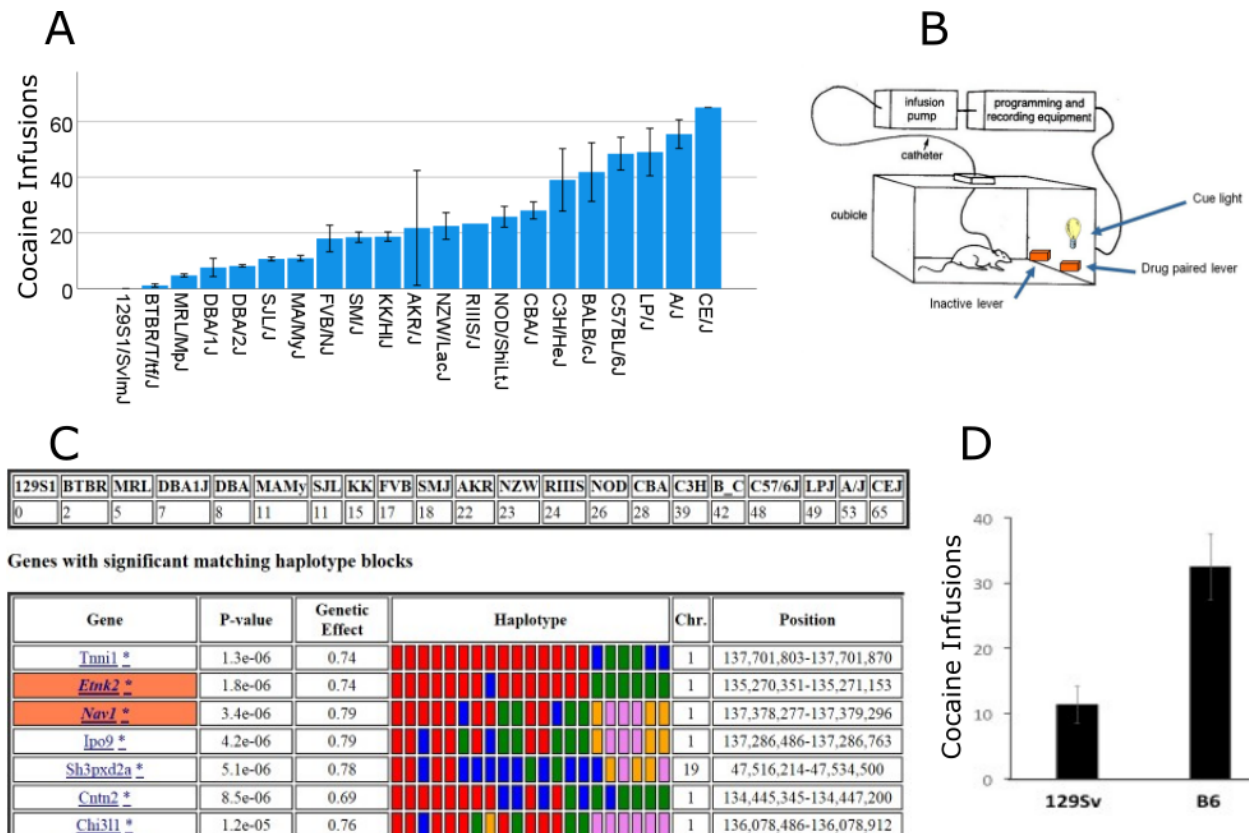 A
Cocaine Infusions
60
40
20
0
129S1/SvImJ
BTBR/T/tf/J
MRL/MpJ
DBA/1J
DBA/2J
SJL/J
MA/MyJ
FVB/NJ
SM/J
KK/HlJ
AKR/J
NZW/LacJ
RIIIS/J
NOD/ShiLtJ
CBA/J
C3H/HeJ
BALB/cJ
C57BL/6J
LP/J
A/J
CE/J
B
infusion
pump
programming and
recording equipment
catheter
cubicle
Cue light
Drug paired lever
Inactive lever
C
129S1 BTBR MRL DBA1J DBA MAMy SJL KK FVB SMJ AKR NZW RIIIS NOD CBA C3H B_C C57/6J LPJ A/J CEJ
0 2 5 7 8 11 11 15 17 18 22 23 24 26 28 39 42 48 49 53 65
Genes with significant matching haplotype blocks
Gene P-value Genetic Effect Haplotype Chr. Position
Tnni1 * 1.3e-06 0.74 1 137,701,803-137,701,870
Etnk2 * 1.8e-06 0.74 1 135,270,351-135,271,153
Nav1 * 3.4e-06 0.79 1 137,378,277-137,379,296
Ipo9 * 4.2e-06 0.79 1 137,286,486-137,286,763
Sh3pxd2a * 5.1e-06 0.78 19 47,516,214-47,534,500
Cntn2 * 8.5e-06 0.69 1 134,445,345-134,447,200
Chi3l1 * 1.2e-05 0.76 1 136,078,486-136,078,912
D
Cocaine Infusions
40
30
20
10
0
129Sv
B6